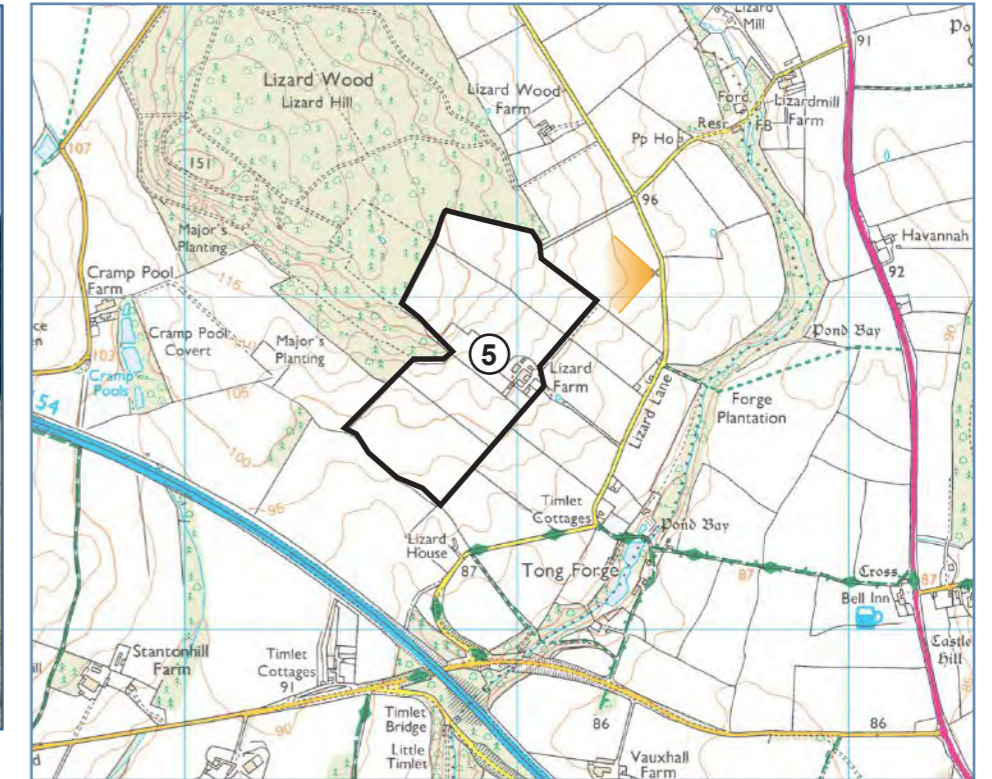 Lizard
Mill
91
Lizard Wood
Lizard Hill
Lizard Wood
Farm
Ford
Lizardmill
Farm
Resr
FB
Pp Ho
107
151
96
Major's
Planting
Havannah
92
Cramp Pool
Farm
115
Cramp Pool
Covert
Major's
Planting
5
Pond Bay
90
103
Cramp
Pools
Lizard
Farm
105
Forge
Plantation
Lizard Lane
54
100
95
Timlet
Cottages
Pond Bay
Lizard
House
87
Tong Forge
87
Cross
87
Bell Inn
Castle
Hill
Stantonhill
Farm
Timlet
Cottages
91
90
Timlet
Bridge
86
86
Little
Timlet
Vauxhall
Farm